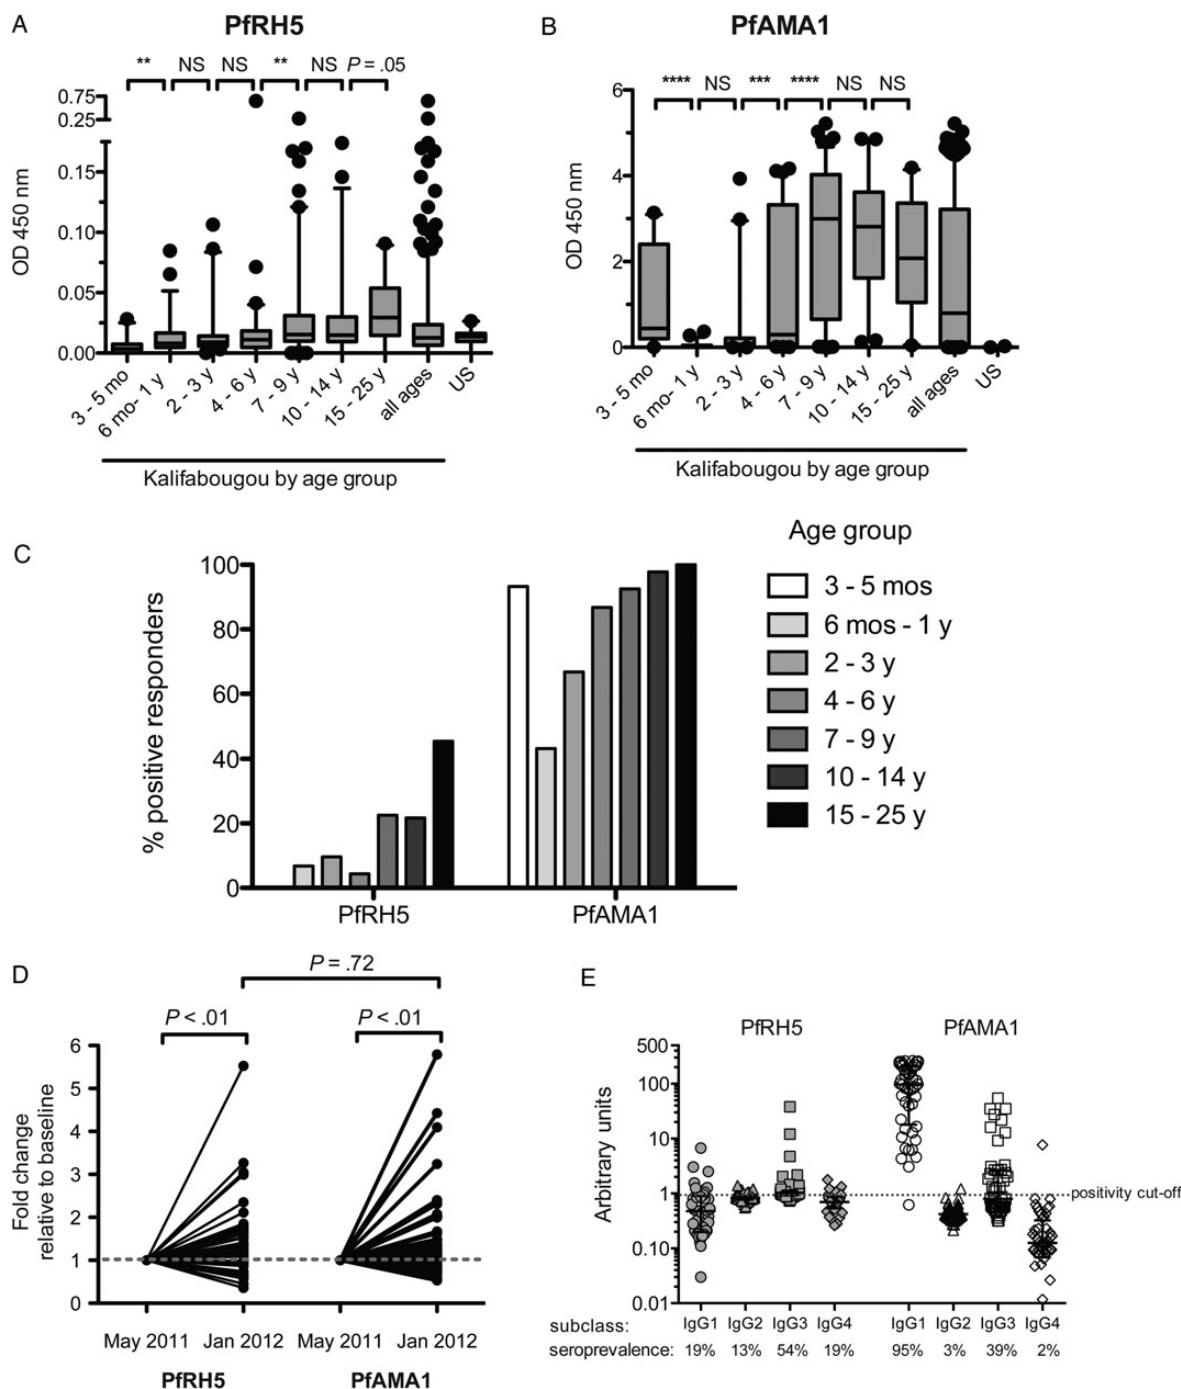 A
PfRH5
** NS NS ** NS P = .05
0.75
0.25
0.15
0.10
0.05
0.00
OD 450 nm
3 - 5 mo
6 mo- 1 y
2 - 3 y
4 - 6 y
7 - 9 y
10 - 14 y
15 - 25 y
all ages
US
Kalifabougou by age group
B
PfAMA1
**** NS *** **** NS NS
6
4
2
0
OD 450 nm
3 - 5 mo
6 mo- 1 y
2 - 3 y
4 - 6 y
7 - 9 y
10 - 14 y
15 - 25 y
all ages
US
Kalifabougou by age group
C
100
80
60
40
20
0
% positive responders
PfRH5 PfAMA1
Age group
3 - 5 mos
6 mos - 1 y
2 - 3 y
4 - 6 y
7 - 9 y
10 - 14 y
15 - 25 y
D
P = .72
P < .01 P < .01
6
5
4
3
2
1
0
Fold change
relative to baseline
May 2011 Jan 2012 May 2011 Jan 2012
PfRH5 PfAMA1
E
PfRH5 PfAMA1
500
100
10
1
0.10
0.01
Arbitrary units
positivity cut-off
subclass: IgG1 IgG2 IgG3 IgG4 IgG1 IgG2 IgG3 IgG4
seroprevalence: 19% 13% 54% 19% 95% 3% 39% 2%